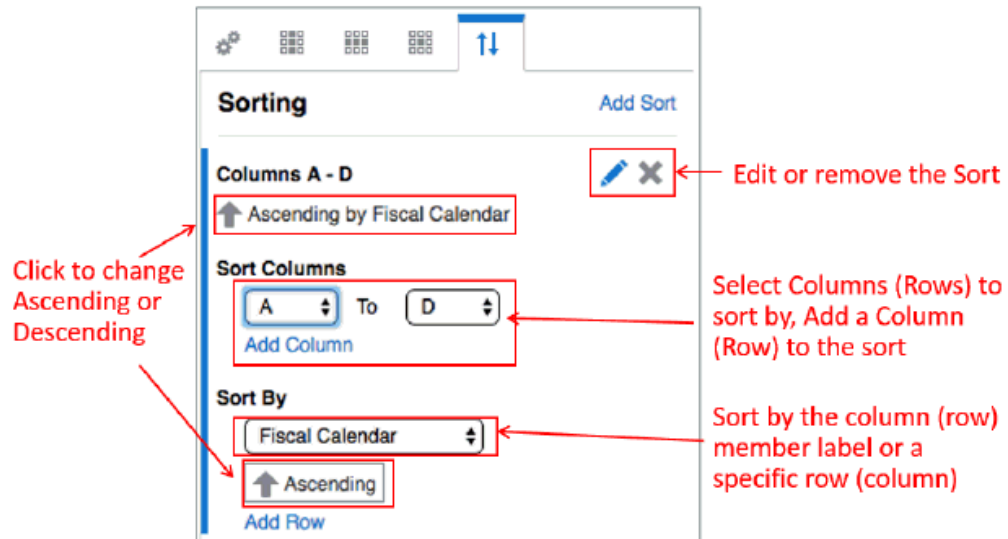 Sorting
Add Sort
Columns A - D
Edit or remove the Sort
Ascending by Fiscal Calendar
Click to change
Ascending or
Descending
Sort Columns
A To D
Add Column
Select Columns (Rows) to
sort by, Add a Column
(Row) to the sort
Sort By
Fiscal Calendar
Sort by the column (row)
member label or a
specific row (column)
Ascending
Add Row